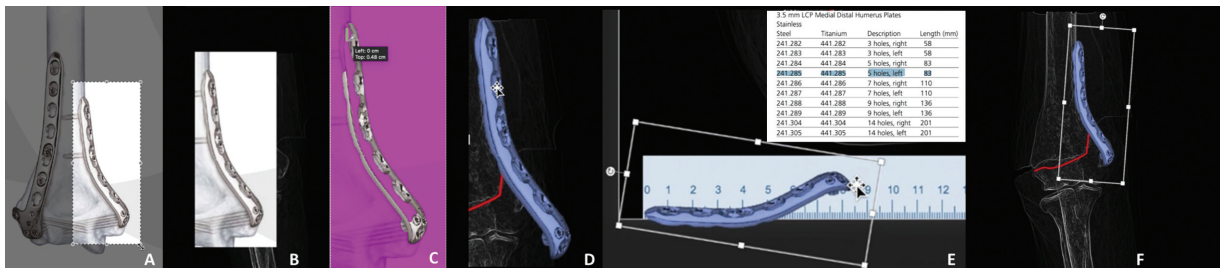 A
B
Left: 0 cm
Top: 0.48 cm
C
D
3.5 mm LCP Medial Distal Humerus Plates
Stainless
Steel Titanium Description Length (mm)
241.282 441.282 3 holes, right 58
241.283 441.283 3 holes, left 58
241.284 441.284 5 holes, right 83
241.285 441.285 5 holes, left 83
241.286 441.286 7 holes, right 110
241.287 441.287 7 holes, left 110
241.288 441.288 9 holes, right 136
241.289 441.289 9 holes, left 136
241.304 441.304 14 holes, right 201
241.305 441.305 14 holes, left 201
0 1 2 3 4 5 6 7 8 9 10 11 12
E
F